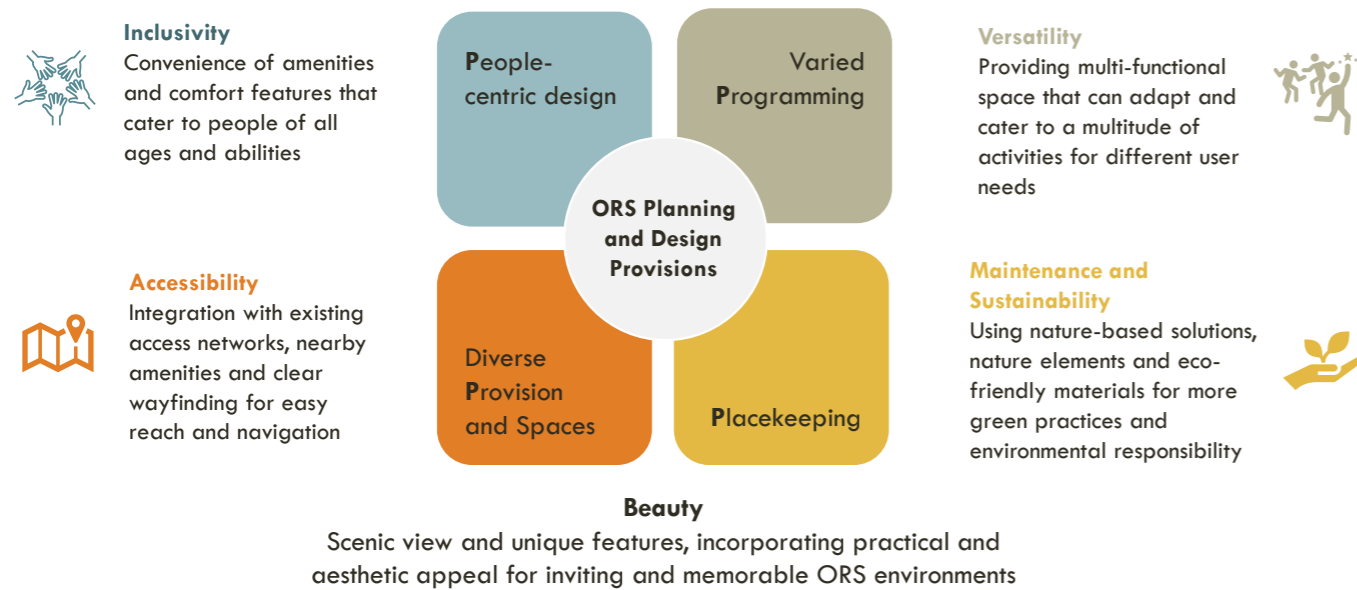 Inclusivity
Convenience of amenities
and comfort features that
cater to people of all
ages and abilities
People-
centric design
Varied
Programming
Versatility
Providing multi-functional
space that can adapt and
cater to a multitude of
activities for different user
needs
ORS Planning
and Design
Provisions
Accessibility
Integration with existing
access networks, nearby
amenities and clear
wayfinding for easy
reach and navigation
Diverse
Provision
and Spaces
Placekeeping
Maintenance and
Sustainability
Using nature-based solutions,
nature elements and eco-
friendly materials for more
green practices and
environmental responsibility
Beauty
Scenic view and unique features, incorporating practical and
aesthetic appeal for inviting and memorable ORS environments